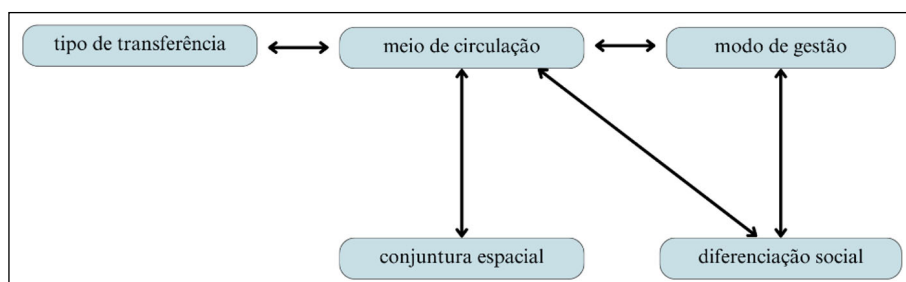 tipo de transferência
meio de circulação
modo de gestão
conjuntura espacial
diferenciação social